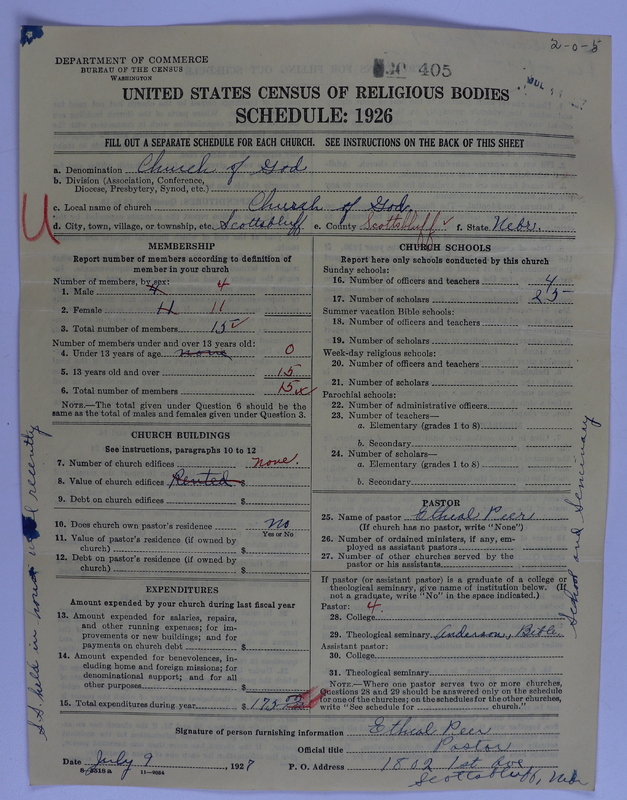 2-0-5
DEPARTMENT OF COMMERCE
BUREAU OF THE CENSUS
WASHINGTON
405
UNITED STATES CENSUS OF RELIGIOUS BODIES
SCHEDULE: 1926
FILL OUT A SEPARATE SCHEDULE FOR EACH CHURCH. SEE INSTRUCTIONS ON THE BACK OF THIS SHEET
a. Denomination Church of God
b. Division (Association, Conference, Diocese, Presbytery, Synod, etc.)
c. Local name of church Church of God,
d. City, town, village, or township, etc. Scottsbluff e. County Scottsbluff f. State Nebr.
MEMBERSHIP
Report number of members according to definition of member in your church
Number of members, by sex:
1. Male 4 4
2. Female 11 11
3. Total number of members 15
Number of members under and over 13 years old:
4. Under 13 years of age none 0
5. 13 years old and over 15
6. Total number of members 15
NOTE.—The total given under Question 6 should be the same as the total of males and females given under Question 3.
CHURCH BUILDINGS
See instructions, paragraphs 10 to 12
7. Number of church edifices none.
8. Value of church edifices Rented $
9. Debt on church edifices $
10. Does church own pastor's residence No
Yes or No
11. Value of pastor's residence (if owned by church) $
12. Debt on pastor's residence (if owned by church) $
EXPENDITURES
Amount expended by your church during last fiscal year
13. Amount expended for salaries, repairs, and other running expenses; for improvements or new buildings; and for payments on church debt $
14. Amount expended for benevolences, including home and foreign missions; for denominational support; and for all other purposes $
15. Total expenditures during year $ 175
CHURCH SCHOOLS
Report here only schools conducted by this church
Sunday schools:
16. Number of officers and teachers 4
17. Number of scholars 25
Summer vacation Bible schools:
18. Number of officers and teachers
19. Number of scholars
Week-day religious schools:
20. Number of officers and teachers
21. Number of scholars
Parochial schools:
22. Number of administrative officers
23. Number of teachers—
a. Elementary (grades 1 to 8)
b. Secondary
24. Number of scholars—
a. Elementary (grades 1 to 8)
b. Secondary
PASTOR
25. Name of pastor Ethial Peer
(If church has no pastor, write "None")
26. Number of ordained ministers, if any, employed as assistant pastors
27. Number of other churches served by the pastor or his assistants
If pastor (or assistant pastor) is a graduate of a college or theological seminary, give name of institution below. (If not a graduate, write "No" in the space indicated.)
Pastor: 4.
28. College
29. Theological seminary Anderson, Bible
School and Seminary
Assistant pastor:
30. College
31. Theological seminary
NOTE.—Where one pastor serves two or more churches, Questions 28 and 29 should be answered only on the schedule for one of the churches; on the schedules for the other churches, write "See schedule for ______ church."
S.S. held in house until recently
Signature of person furnishing information Ethial Peer
Official title Pastor
Date July 9, 1927 P. O. Address 1802 1st Ave
Scottsbluff, Nebr
11-9564